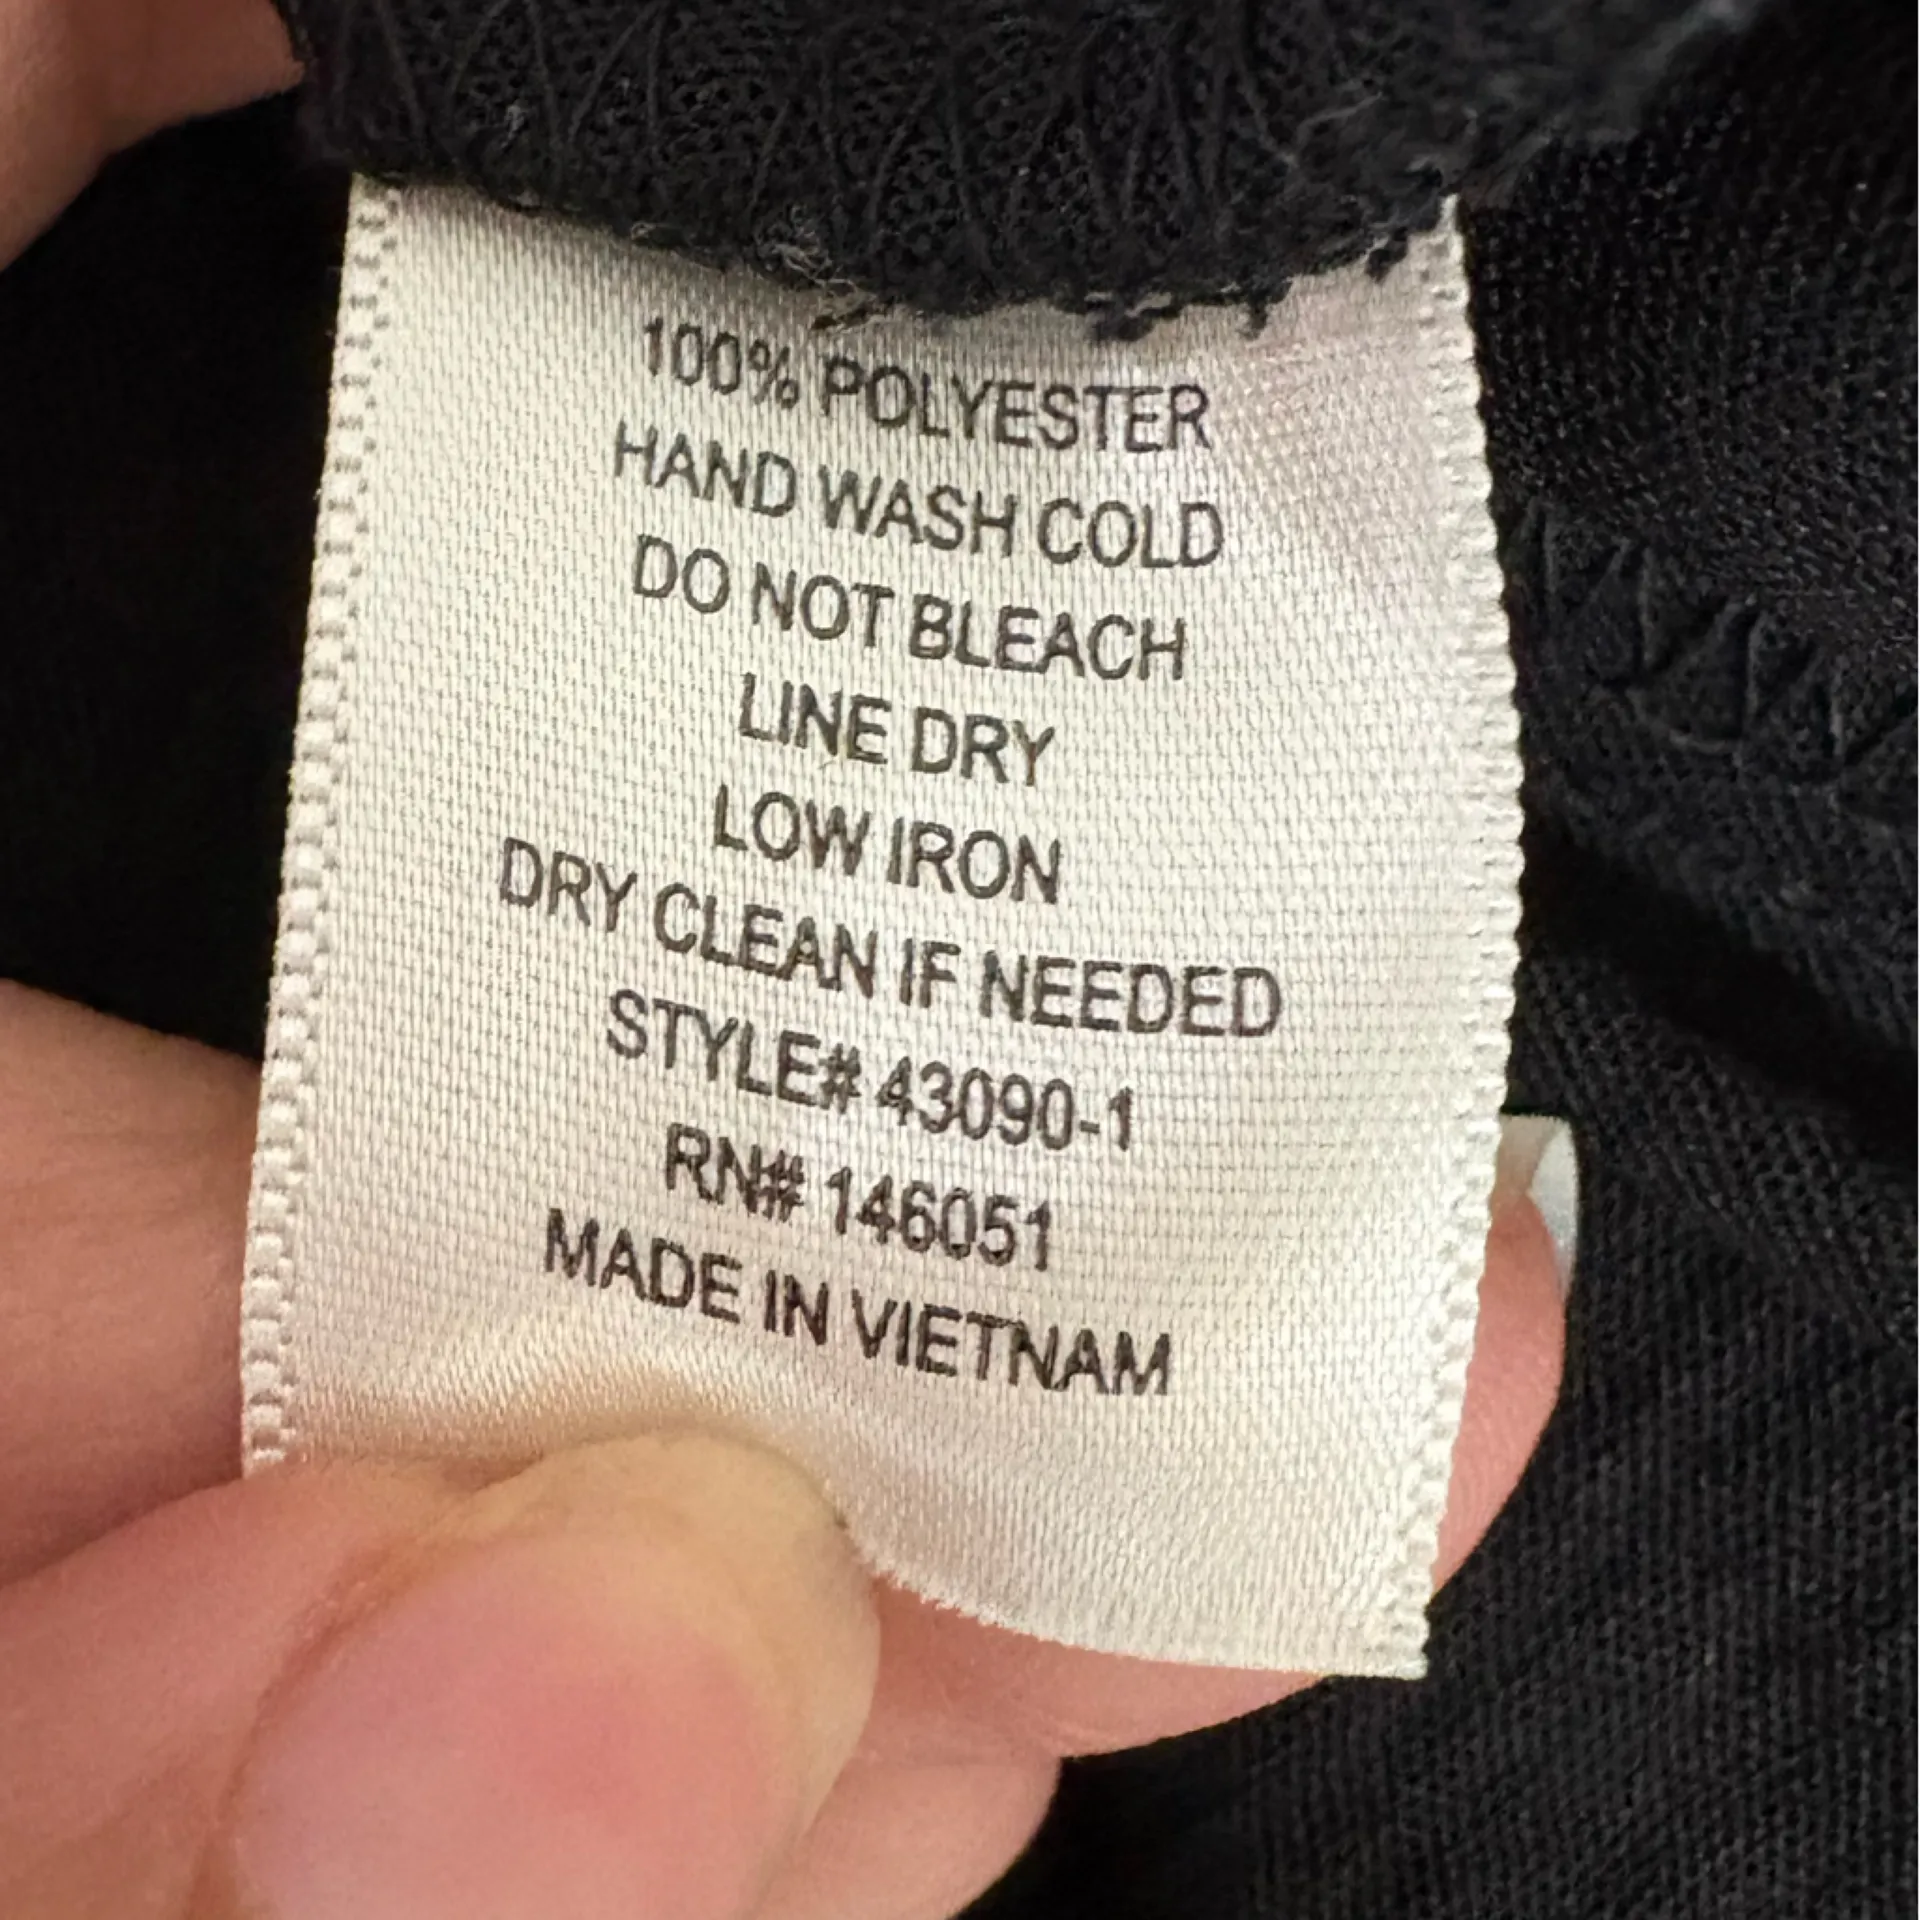 100% POLYESTER
HAND WASH COLD
DO NOT BLEACH
LINE DRY
LOW IRON
DRY CLEAN IF NEEDED
STYLE# 43090-1
RN# 146051
MADE IN VIETNAM